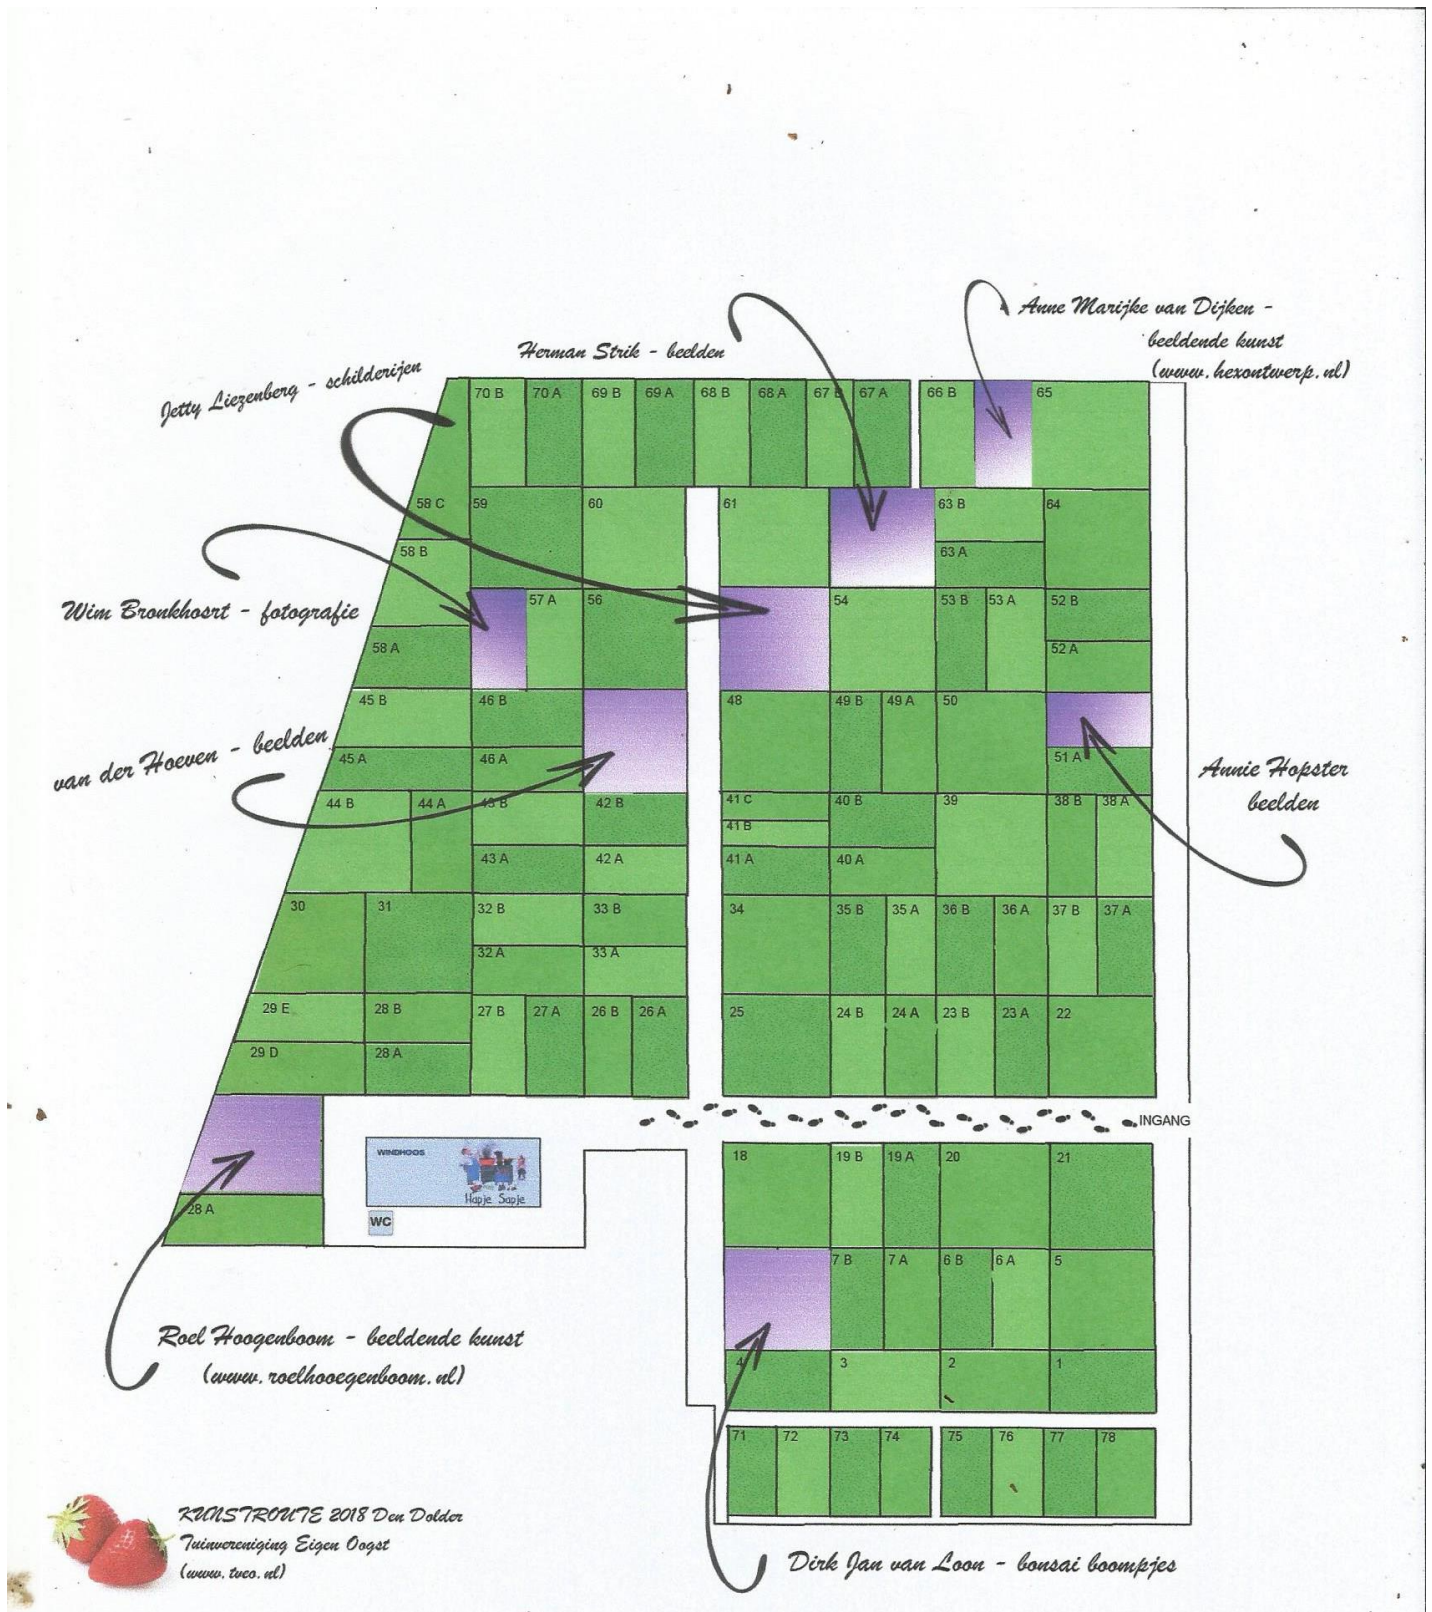 Anne Marijke van Dijken -
beeldende kunst
(www.hexontwerp.nl)
Herman Strik - beelden
Jetty Liezenberg - schilderijen
70 B 70 A 69 B 69 A 68 B 68 A 67 B 67 A 66 B 65
58 C 59 60 61 63 B 64
58 B 63 A
Wim Bronkhosrt - fotografie
57 A 56 54 53 B 53 A 52 B
58 A 52 A
45 B 46 B 48 49 B 49 A 50
van der Hoeven - beelden
45 A 46 A 51 A
Annie Hopster
beelden
44 B 44 A 43 B 42 B 41 C 40 B 39 38 B 38 A
41 B
43 A 42 A 41 A 40 A
30 31 32 B 33 B 34 35 B 35 A 36 B 36 A 37 B 37 A
32 A 33 A
29 E 28 B 27 B 27 A 26 B 26 A 25 24 B 24 A 23 B 23 A 22
29 D 28 A
INGANG
WINDHOOS
Hapje Sapje
WC
18 19 B 19 A 20 21
28 A
7 B 7 A 6 B 6 A 5
Roel Hoogenboom - beeldende kunst
(www.roelhooegenboom.nl)
4 3 2 1
71 72 73 74 75 76 77 78
KUNSTROUTE 2018 Den Dolder
Tuinvereniging Eigen Oogst
(www.tveo.nl)
Dirk Jan van Loon - bonsai boompjes